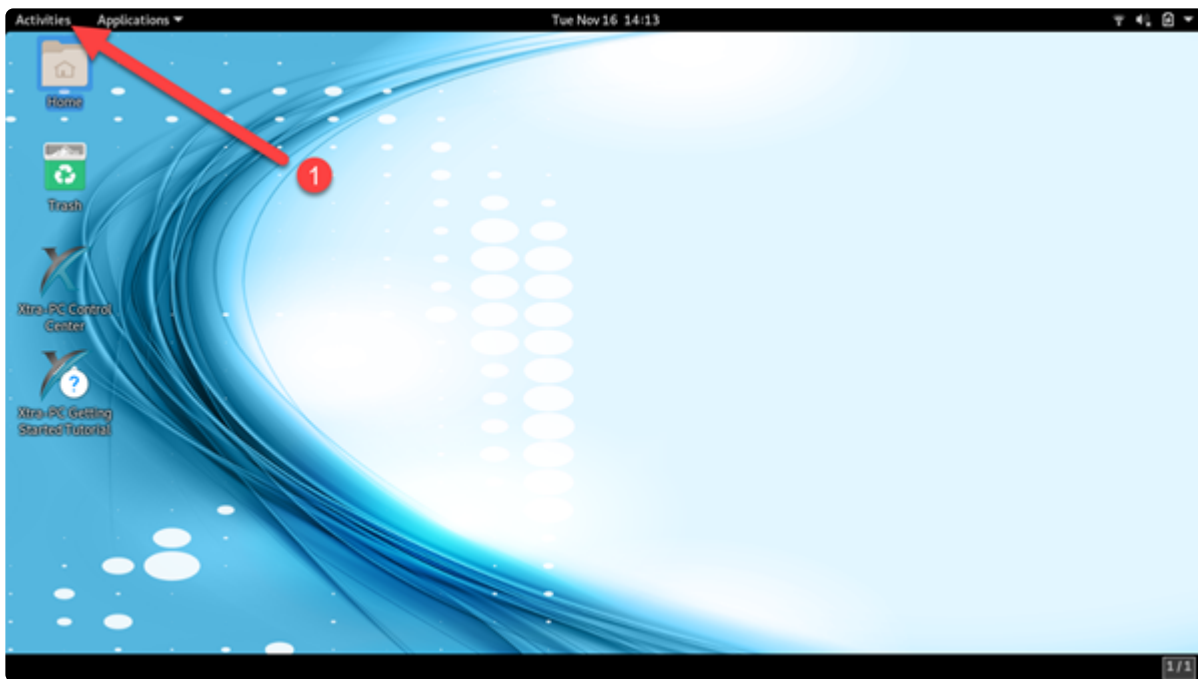 Activities Applications Tue Nov 16 14:13
Home
1
Trash
Xtra-PC Control
Center
?
Xtra-PC Getting
Started Tutorial
1/1